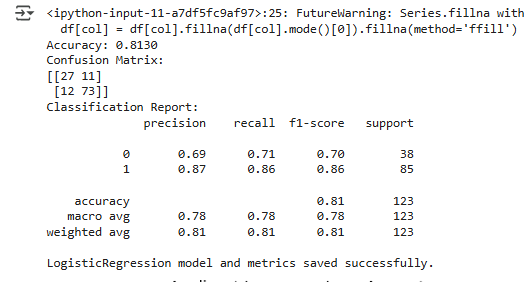 <ipython-input-11-a7df5fc9af97>:25: FutureWarning: Series.fillna with
df[col] = df[col].fillna(df[col].mode()[0]).fillna(method='ffill')
Accuracy: 0.8130
Confusion Matrix:
[[27 11]
[12 73]]
Classification Report:
precision recall f1-score support
0 0.69 0.71 0.70 38
1 0.87 0.86 0.86 85
accuracy 0.81 123
macro avg 0.78 0.78 0.78 123
weighted avg 0.81 0.81 0.81 123
LogisticRegression model and metrics saved successfully.